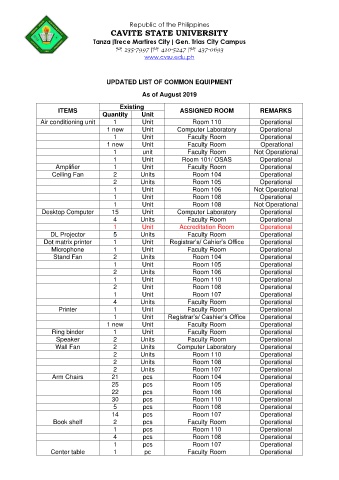 Republic of the Philippines
CAVITE STATE UNIVERSITY
Tanza |Trece Martires City| Gen. Trias City Campus
www.cvsu.edu.ph
UPDATED LIST OF COMMON EQUIPMENT
As of August 2019
ITEMS Existing ASSIGNED ROOM REMARKS
Quantity Unit
Air conditioning unit 1 Unit Room 110 Operational
1 new Unit Computer Laboratory Operational
1 Unit Faculty Room Operational
1 new Unit Faculty Room Operational
1 unit Faculty Room Not Operational
1 Unit Room 101/ OSAS Operational
Amplifier 1 Unit Faculty Room Operational
Ceiling Fan 2 Units Room 104 Operational
2 Units Room 105 Operational
1 Unit Room 106 Not Operational
1 Unit Room 108 Operational
1 Unit Room 108 Not Operational
Desktop Computer 15 Unit Computer Laboratory Operational
4 Units Faculty Room Operational
1 Unit Accreditation Room Operational
DL Projector 5 Units Faculty Room Operational
Dot matrix printer 1 Unit Registrar's/ Cahier's Office Operational
Microphone 1 Unit Faculty Room Operational
Stand Fan 2 Units Room 104 Operational
1 Unit Room 105 Operational
2 Units Room 106 Operational
1 Unit Room 110 Operational
2 Unit Room 108 Operational
1 Unit Room 107 Operational
4 Units Faculty Room Operational
Printer 1 Unit Faculty Room Operational
1 Unit Registrar's/ Cashier's Office Operational
1 new Unit Faculty Room Operational
Ring binder 1 Unit Faculty Room Operational
Speaker 2 Units Faculty Room Operational
Wall Fan 2 Units Computer Laboratory Operational
2 Units Room 110 Operational
2 Units Room 108 Operational
2 Units Room 107 Operational
Arm Chairs 21 pcs Room 104 Operational
25 pcs Room 105 Operational
22 pcs Room 106 Operational
30 pcs Room 110 Operational
5 pcs Room 108 Operational
14 pcs Room 107 Operational
Book shelf 2 pcs Faculty Room Operational
1 pcs Room 110 Operational
4 pcs Room 108 Operational
1 pcs Room 107 Operational
Center table 1 pc Faculty Room Operational